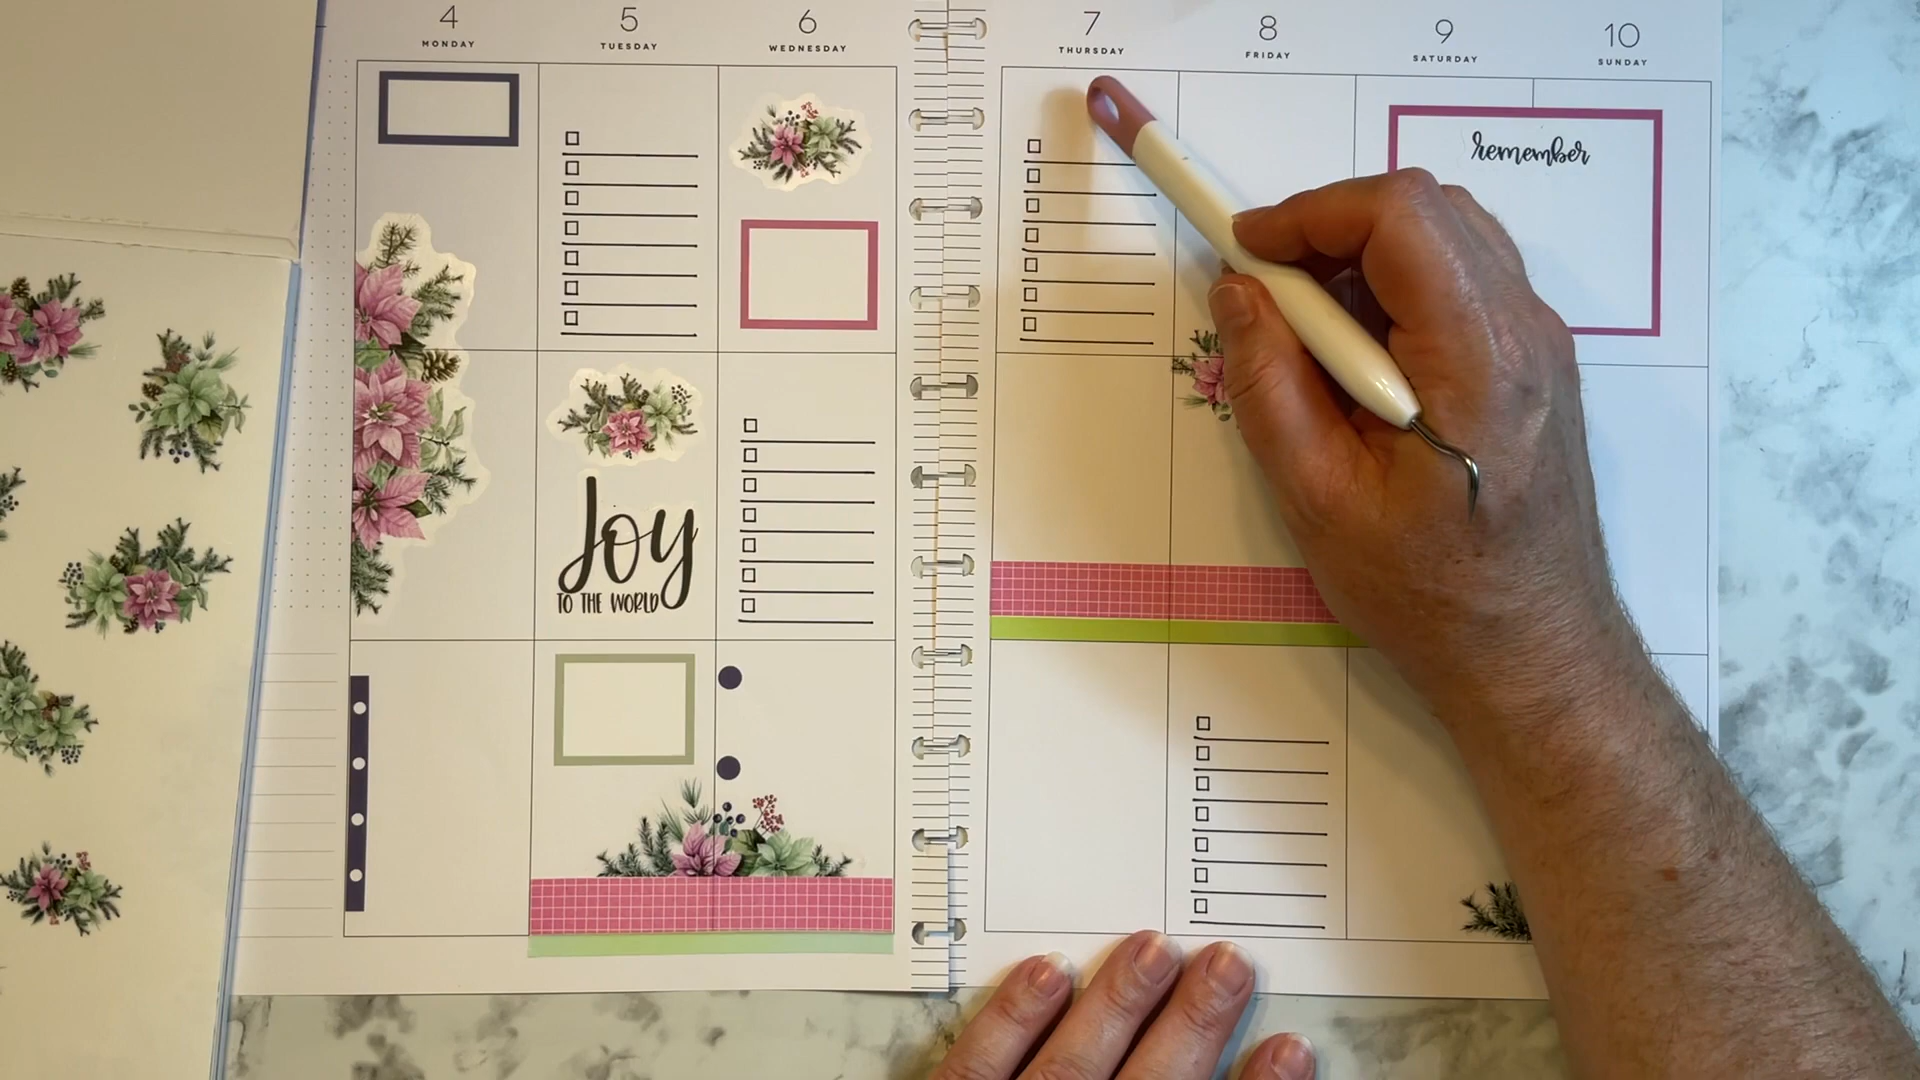 4 5 6 7 8 9 10
MONDAY TUESDAY WEDNESDAY THURSDAY FRIDAY SATURDAY SUNDAY
remember
Joy
TO THE WORLD